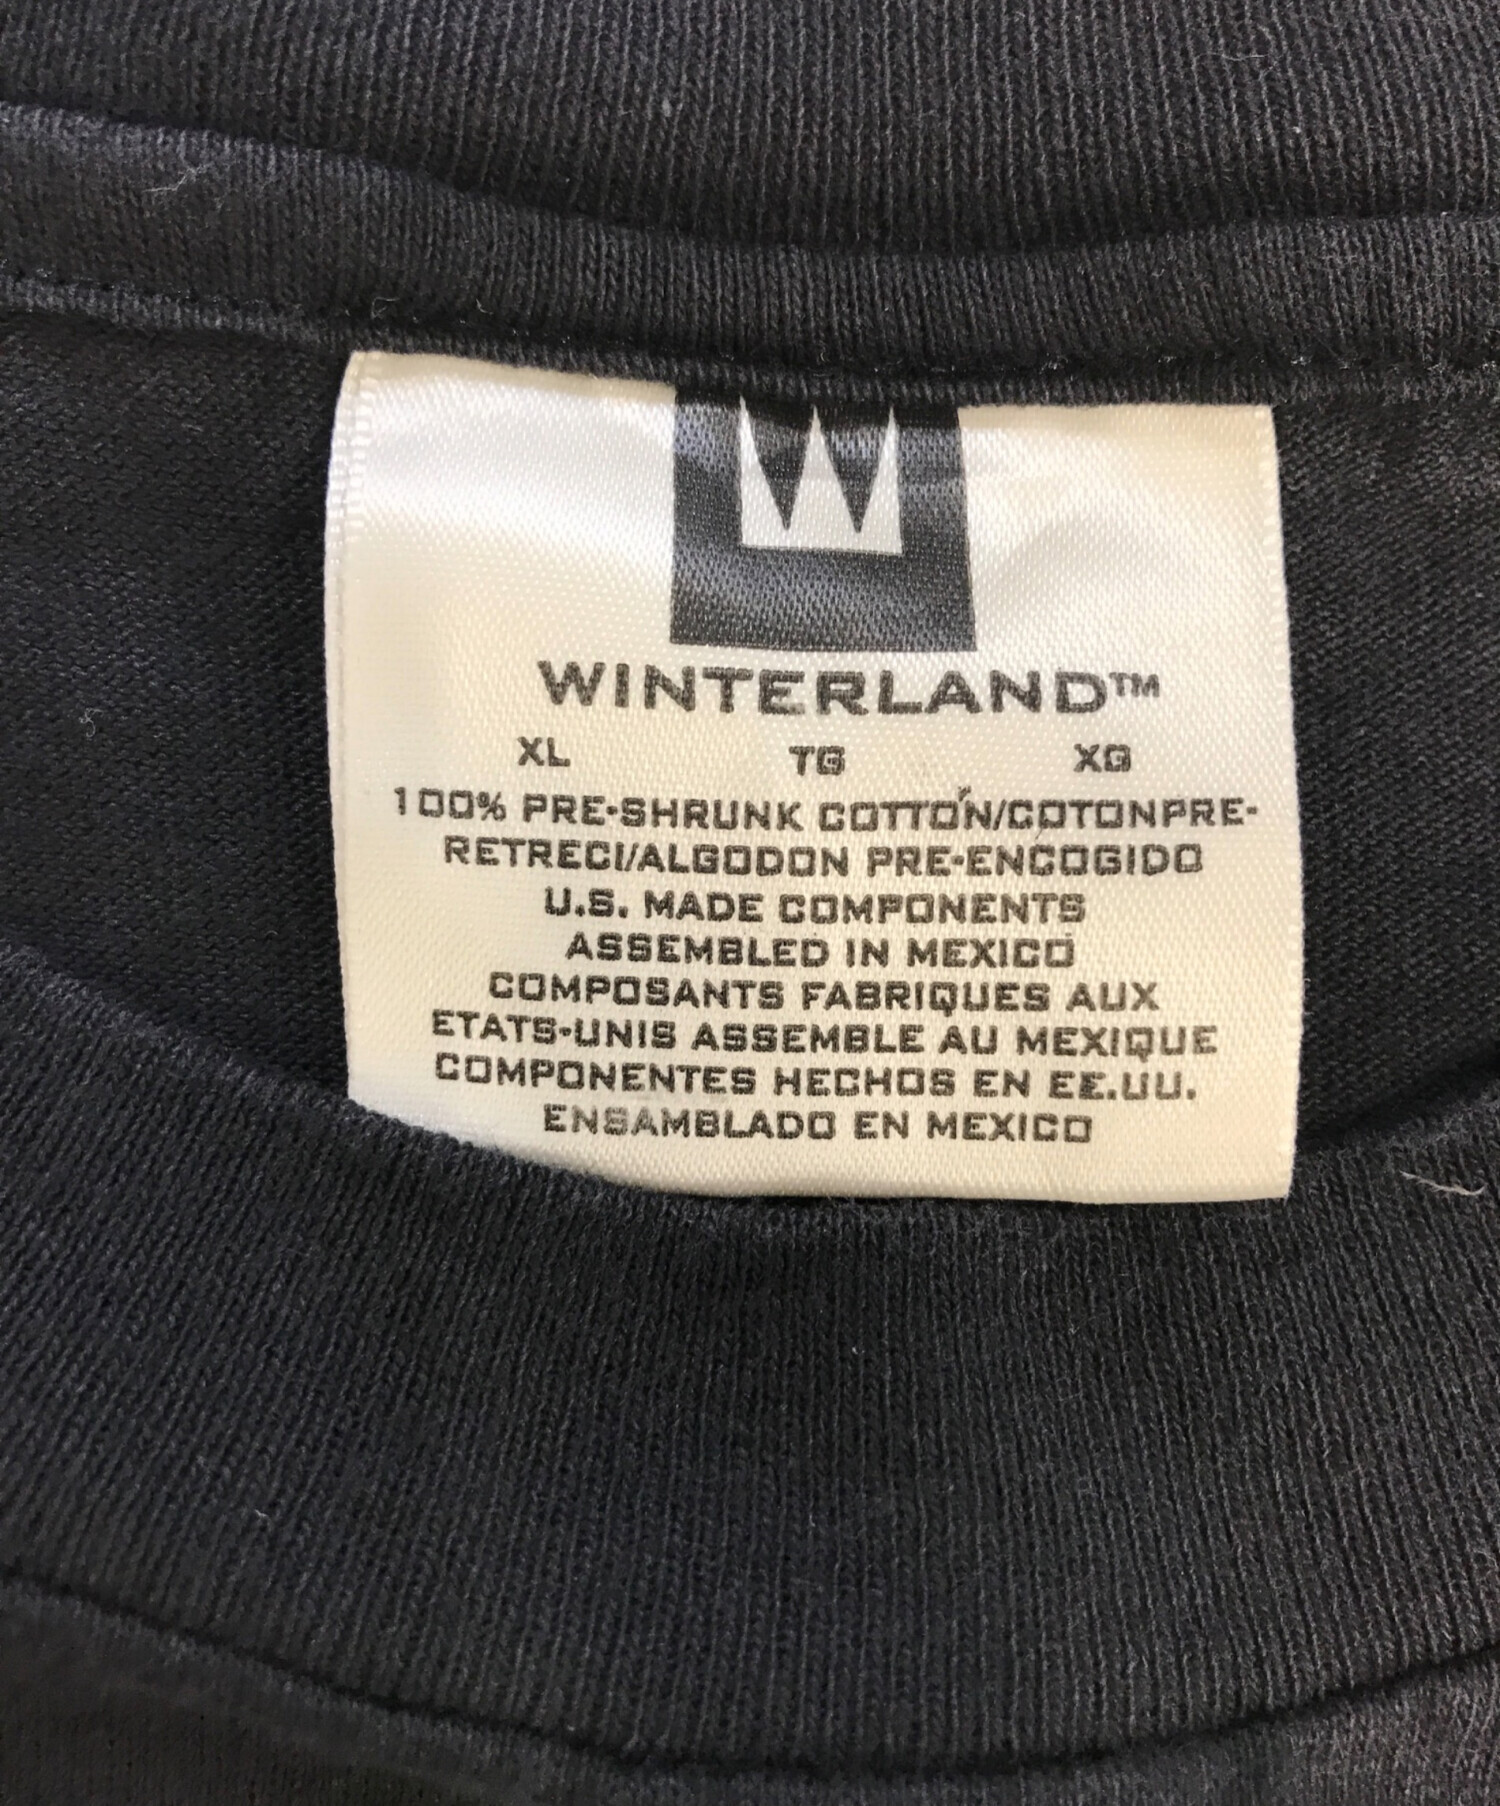 WINTERLAND™
XL TG XG
100% PRE-SHRUNK COTTON/COTONPRE-
RETRECI/ALGODON PRE-ENCOGIDO
U.S. MADE COMPONENTS
ASSEMBLED IN MEXICO
COMPOSANTS FABRIQUES AUX
ETATS-UNIS ASSEMBLE AU MEXIQUE
COMPONENTES HECHOS EN EE.UU.
ENSAMBLADO EN MEXICO